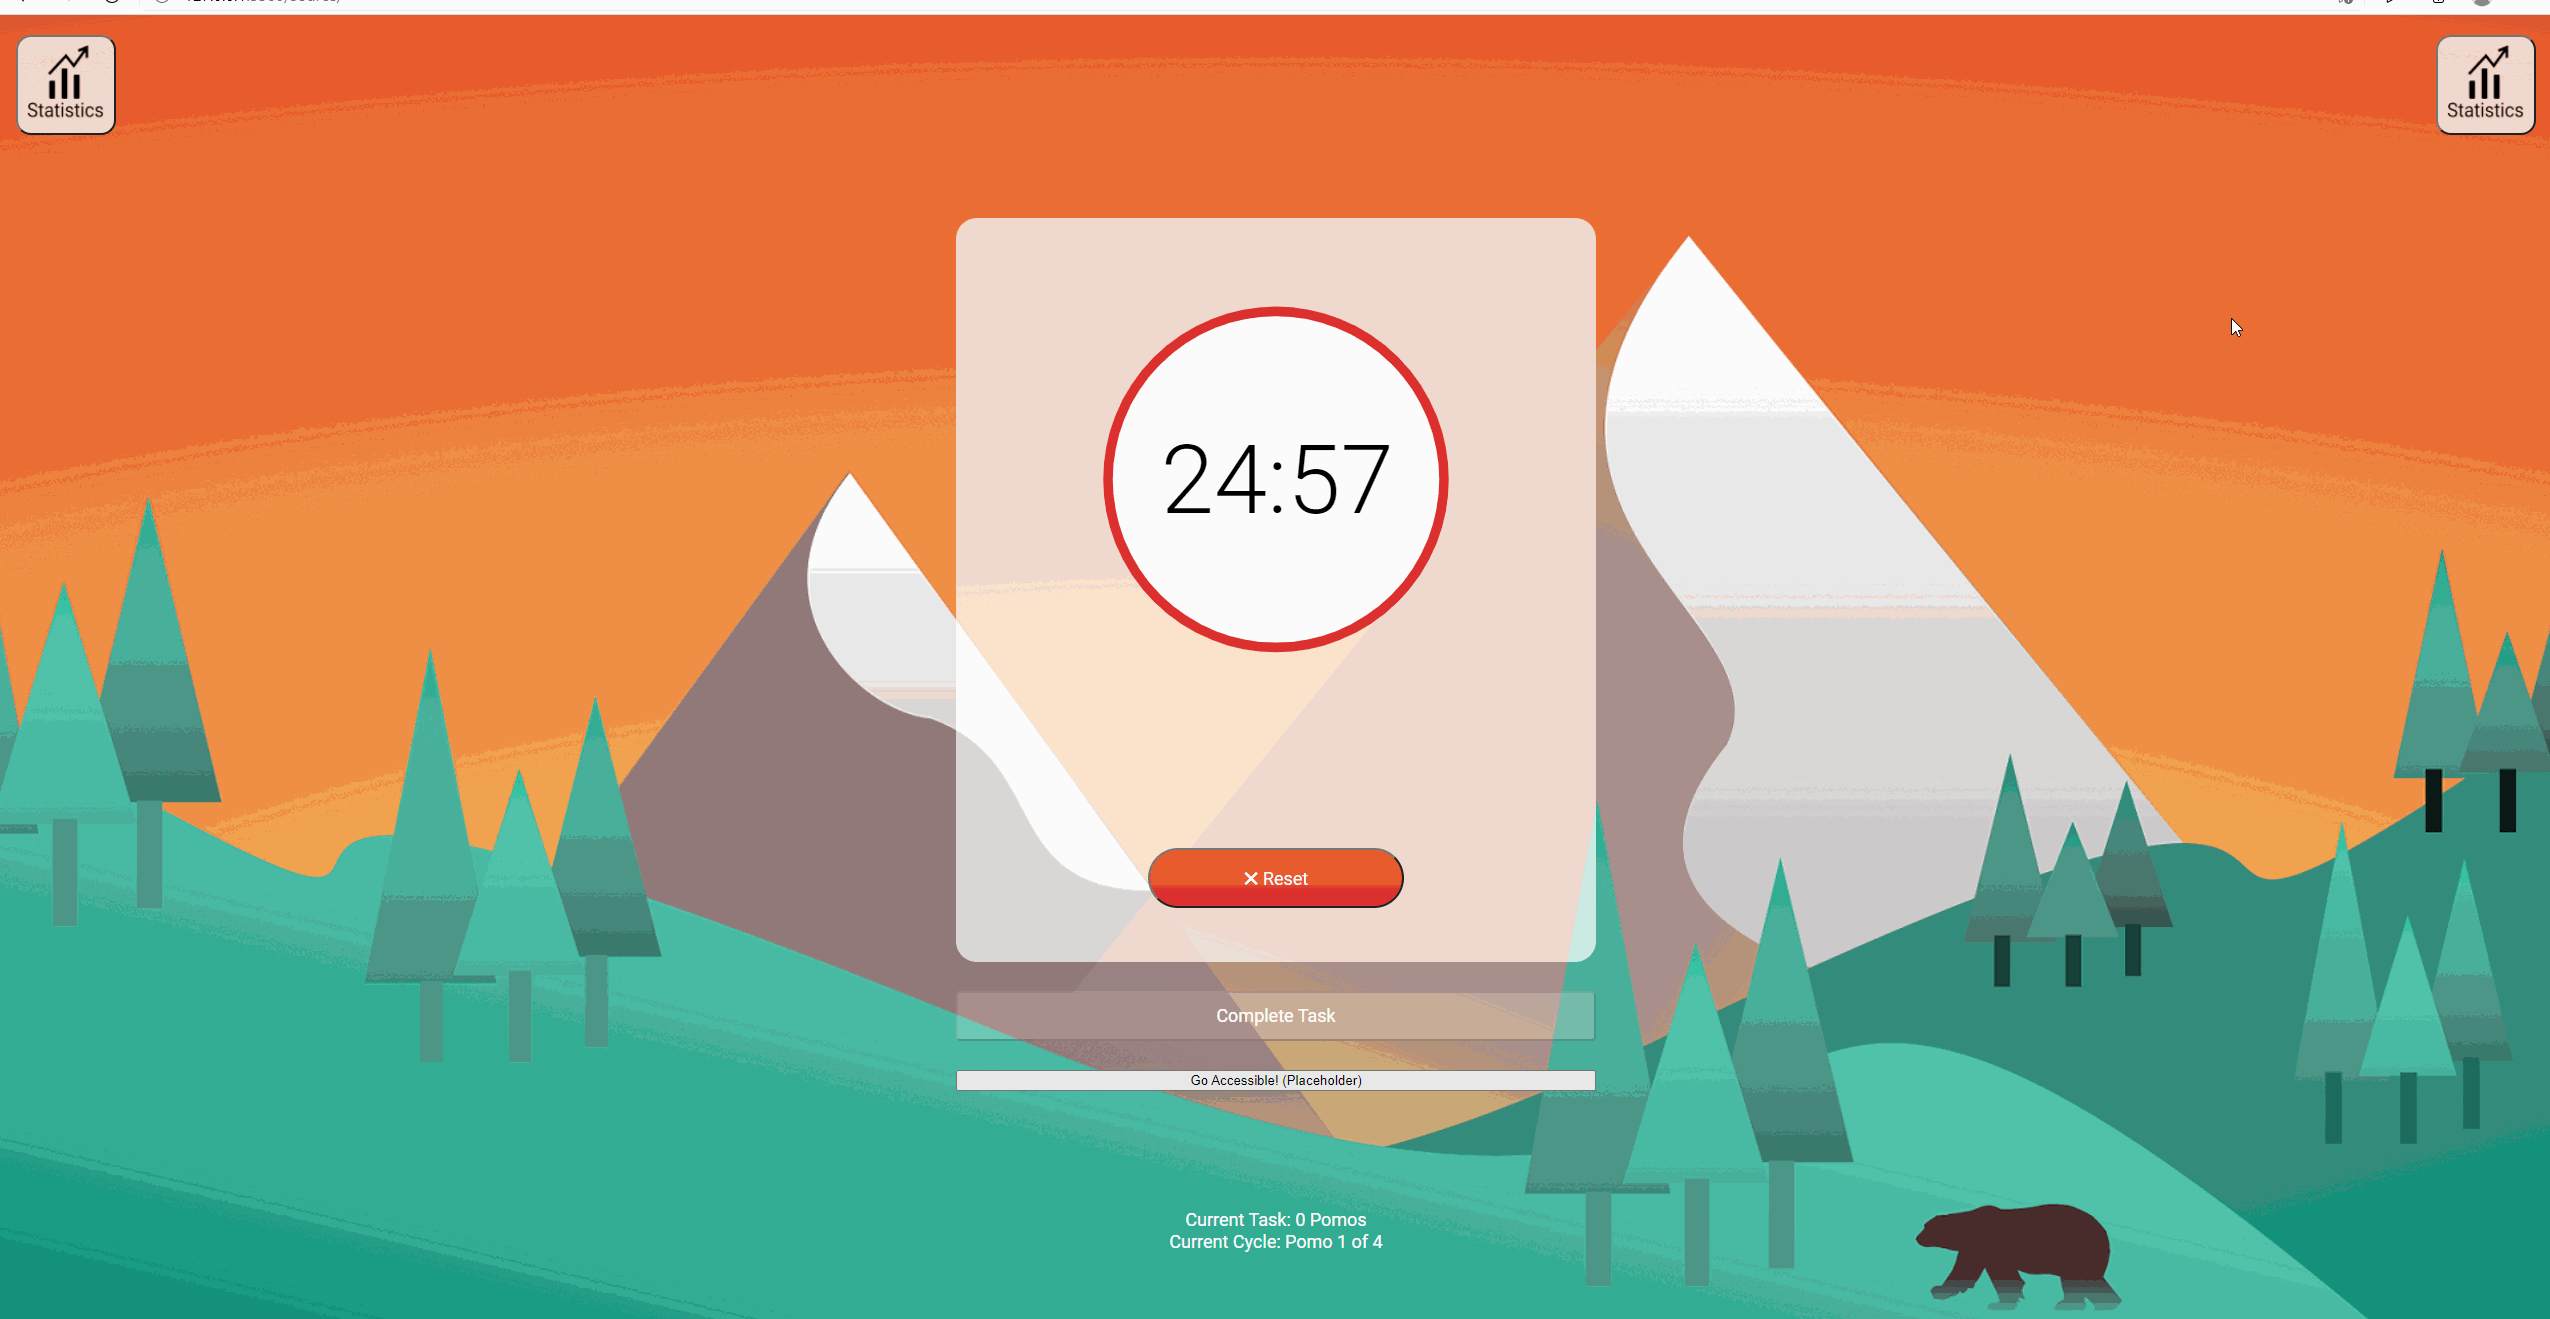 Statistics
Statistics
24:57
✕ Reset
Complete Task
Go Accessible! (Placeholder)
Current Task: 0 Pomos
Current Cycle: Pomo 1 of 4